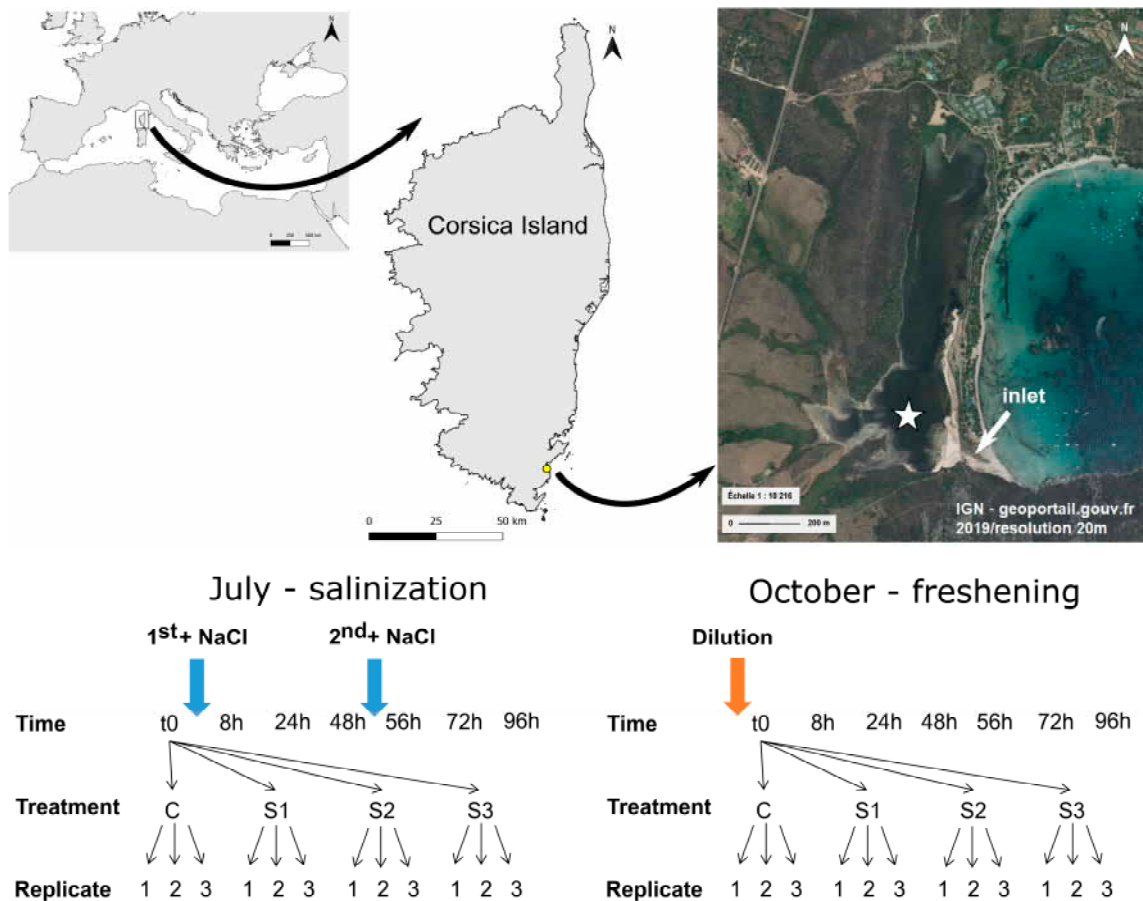 N
0 250 500 km
N
Corsica Island
0 25 50 km
N
inlet
Échelle 1 : 10 216
0 200 m
IGN - geoportail.gouv.fr
2019/resolution 20m
July - salinization
1st + NaCl 2nd + NaCl
Time t0 8h 24h 48h 56h 72h 96h
Treatment C S1 S2 S3
Replicate 1 2 3 1 2 3 1 2 3 1 2 3
October - freshening
Dilution
Time t0 8h 24h 48h 56h 72h 96h
Treatment C S1 S2 S3
Replicate 1 2 3 1 2 3 1 2 3 1 2 3